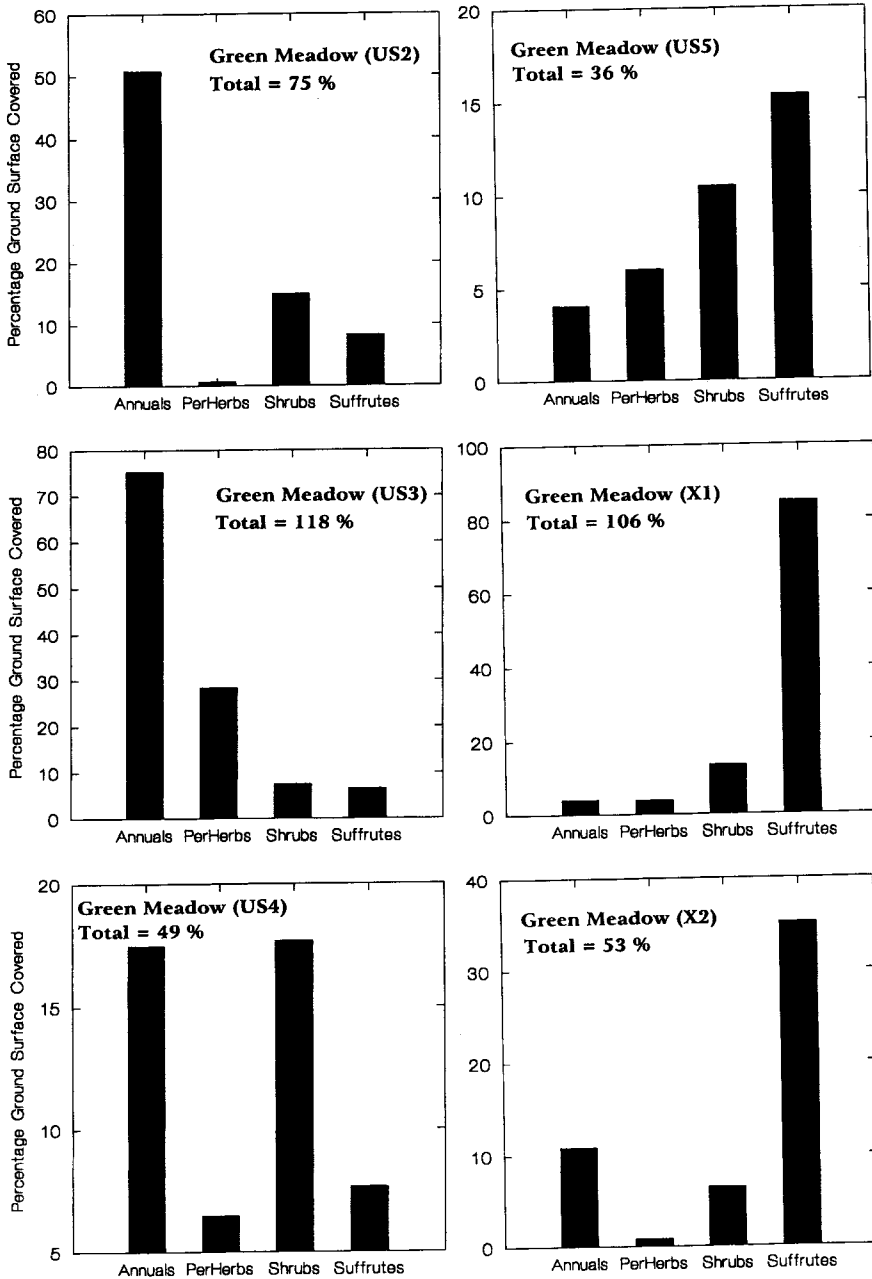 Percentage Ground Surface Covered
60
50
40
30
20
10
0
Green Meadow (US2)
Total = 75 %
Annuals PerHerbs Shrubs Suffrutes
20
15
10
5
0
Green Meadow (US5)
Total = 36 %
Annuals PerHerbs Shrubs Suffrutes
Percentage Ground Surface Covered
80
70
60
50
40
30
20
10
0
Green Meadow (US3)
Total = 118 %
Annuals PerHerbs Shrubs Suffrutes
100
80
60
40
20
0
Green Meadow (X1)
Total = 106 %
Annuals PerHerbs Shrubs Suffrutes
Percentage Ground Surface Covered
20
15
10
5
Green Meadow (US4)
Total = 49 %
Annuals PerHerbs Shrubs Suffrutes
40
30
20
10
0
Green Meadow (X2)
Total = 53 %
Annuals PerHerbs Shrubs Suffrutes